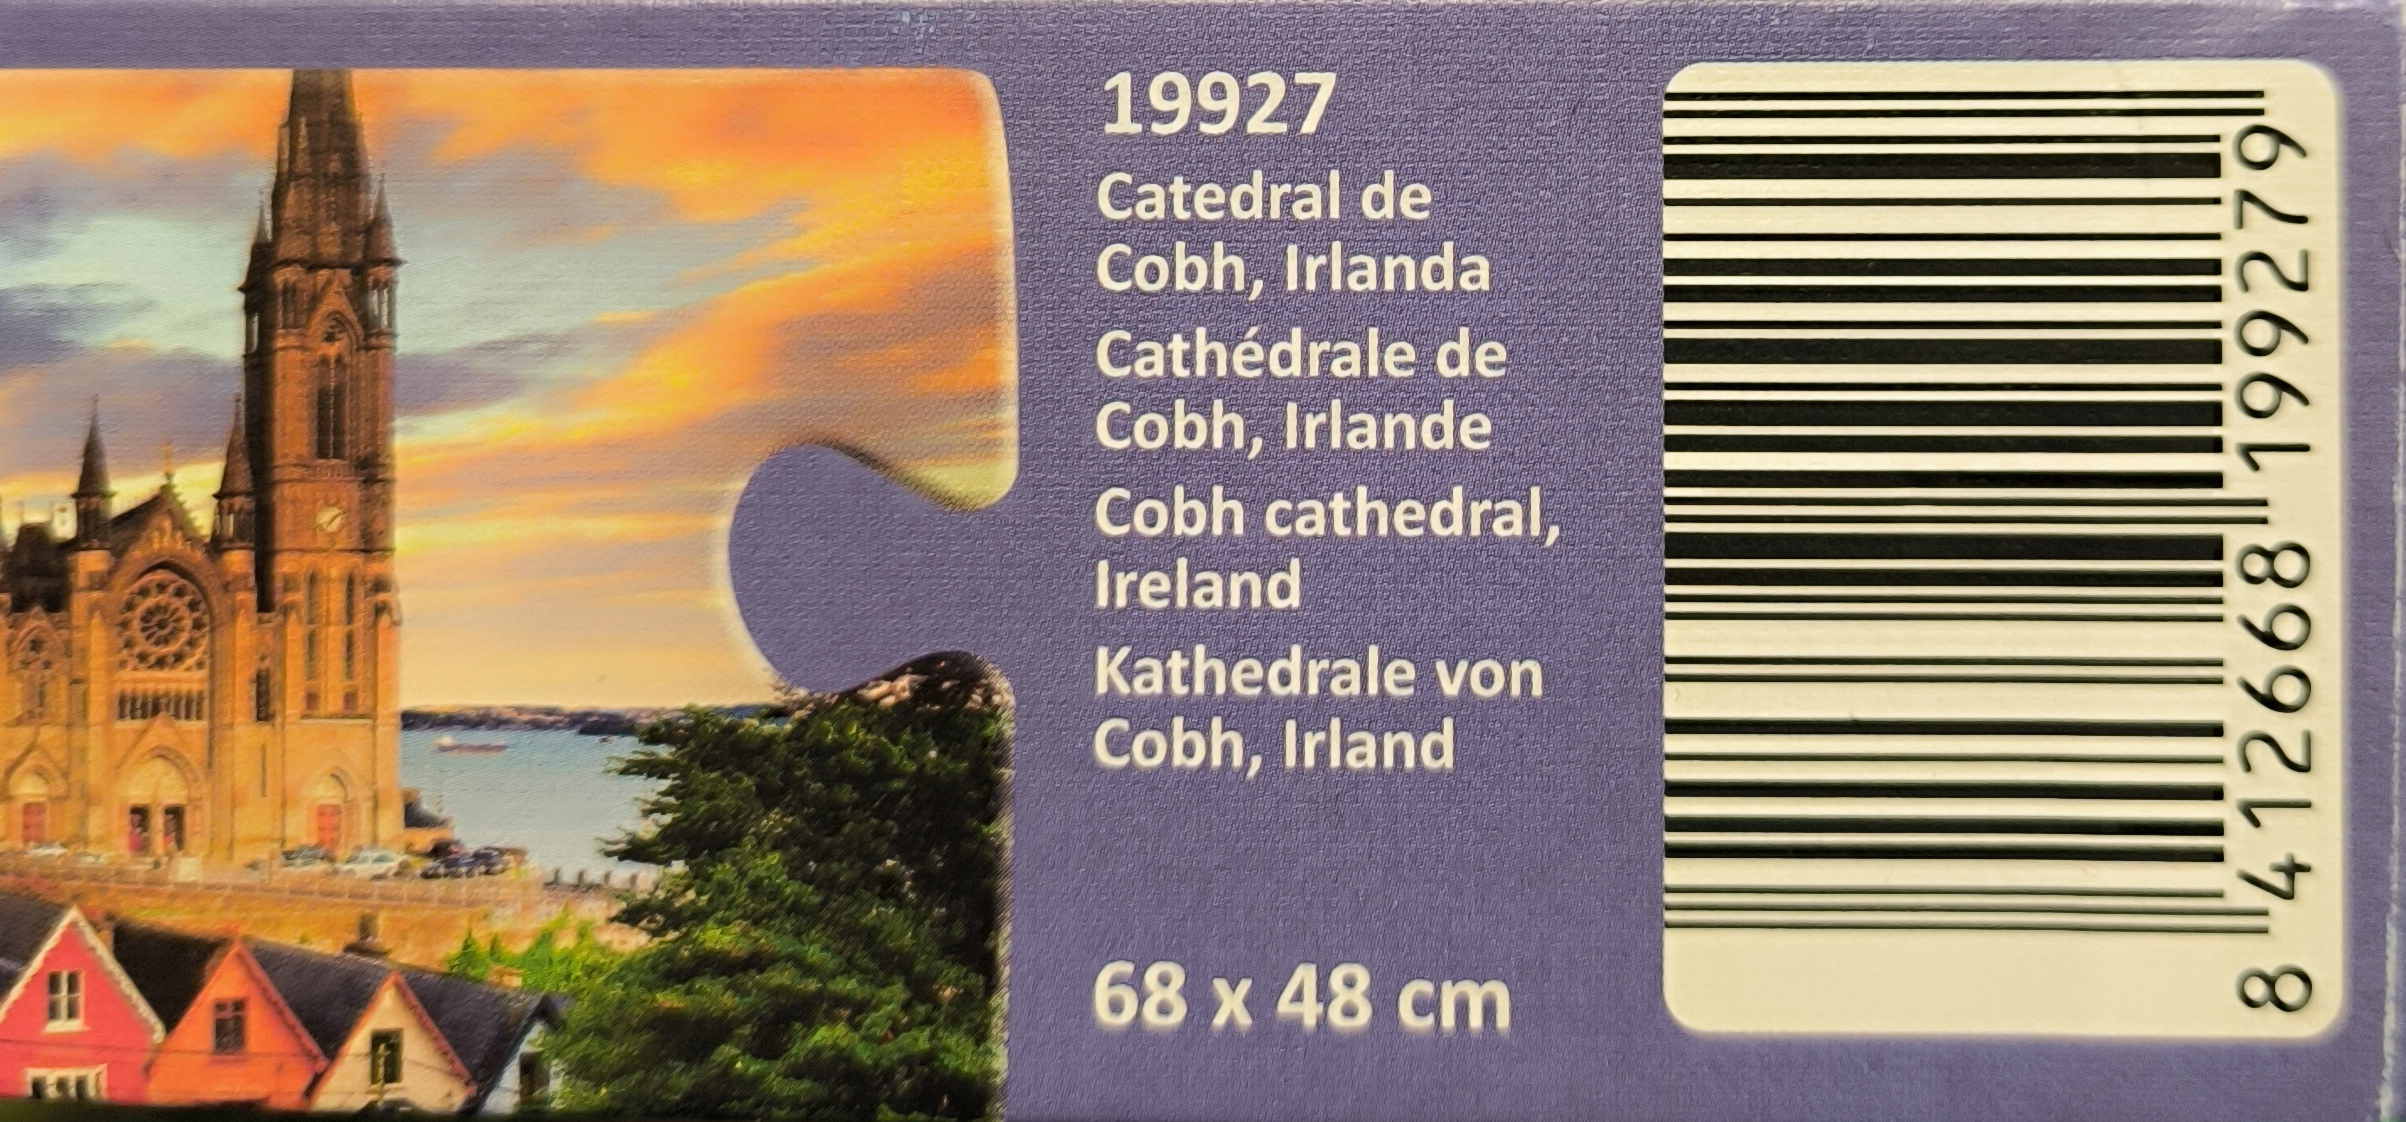 19927
Catedral de
Cobh, Irlanda
Cathédrale de
Cobh, Irlande
Cobh cathedral,
Ireland
Kathedrale von
Cobh, Irland
68 x 48 cm
8 412668 199279